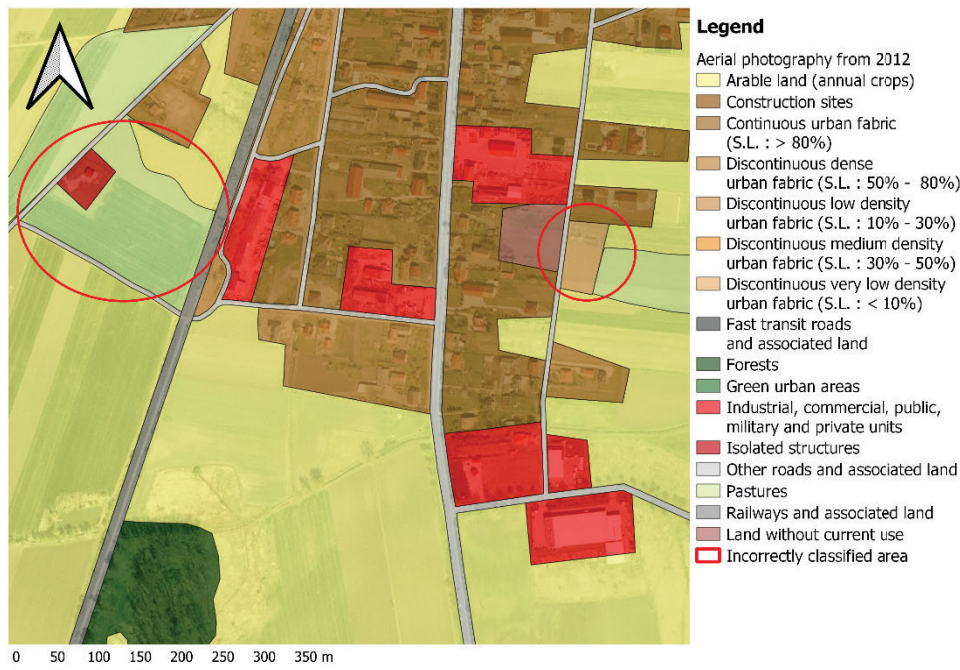 Legend
Aerial photography from 2012
Arable land (annual crops)
Construction sites
Continuous urban fabric
(S.L. : > 80%)
Discontinuous dense
urban fabric (S.L. : 50% - 80%)
Discontinuous low density
urban fabric (S.L. : 10% - 30%)
Discontinuous medium density
urban fabric (S.L. : 30% - 50%)
Discontinuous very low density
urban fabric (S.L. : < 10%)
Fast transit roads
and associated land
Forests
Green urban areas
Industrial, commercial, public,
military and private units
Isolated structures
Other roads and associated land
Pastures
Railways and associated land
Land without current use
Incorrectly classified area
0 50 100 150 200 250 300 350 m